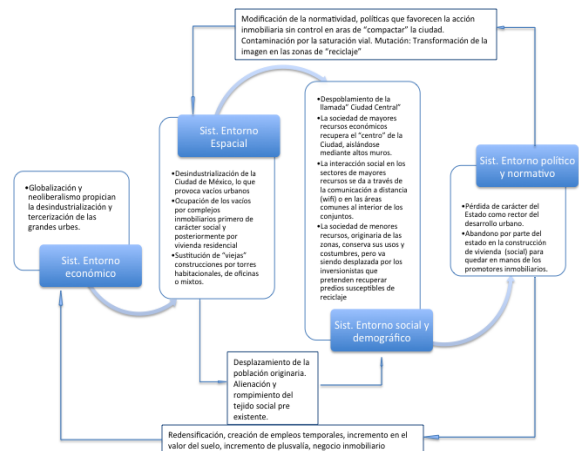 Modificación de la normatividad, políticas que favorecen la acción
inmobiliaria sin control en aras de “compactar” la ciudad.
Contaminación por la saturación vial. Mutación: Transformación de la
imagen en las zonas de “reciclaje”
•Despoblamiento de la
llamada” Ciudad Central”
•La sociedad de mayores
recursos económicos
recupera el “centro” de la
Ciudad, aislándose
mediante altos muros.
•La interacción social en los
sectores de mayores
recursos se da a través de
la comunicación a distancia
(wifi) o en las áreas
comunes al interior de los
conjuntos.
•La sociedad de menores
recursos, originaria de las
zonas, conserva sus usos y
costumbres, pero va
siendo desplazada por los
inversionistas que
pretenden recuperar
predios susceptibles de
reciclaje
Sist. Entorno social y
demográfico
Sist. Entorno
Espacial
•Desindustrialización de la
Ciudad de México, lo que
provoca vacíos urbanos
•Ocupación de los vacíos
por complejos
inmobiliarios primero de
carácter social y
posteriormente por
vivienda residencial
•Sustitución de “viejas”
construcciones por torres
habitacionales, de oficinas
o mixtos.
Sist. Entorno político
y normativo
•Pérdida de carácter del
Estado como rector del
desarrollo urbano.
•Abandono por parte del
estado en la construcción
de vivienda (social) para
quedar en manos de los
promotores inmobiliarios.
•Globalización y
neoliberalismo propician
la desindustrialización y
tercerización de las
grandes urbes.
Sist. Entorno
económico
Desplazamiento de la
población originaria.
Alienación y
rompimiento del
tejido social pre
existente.
Redensificación, creación de empleos temporales, incremento en el
valor del suelo, incremento de plusvalía, negocio inmobiliario